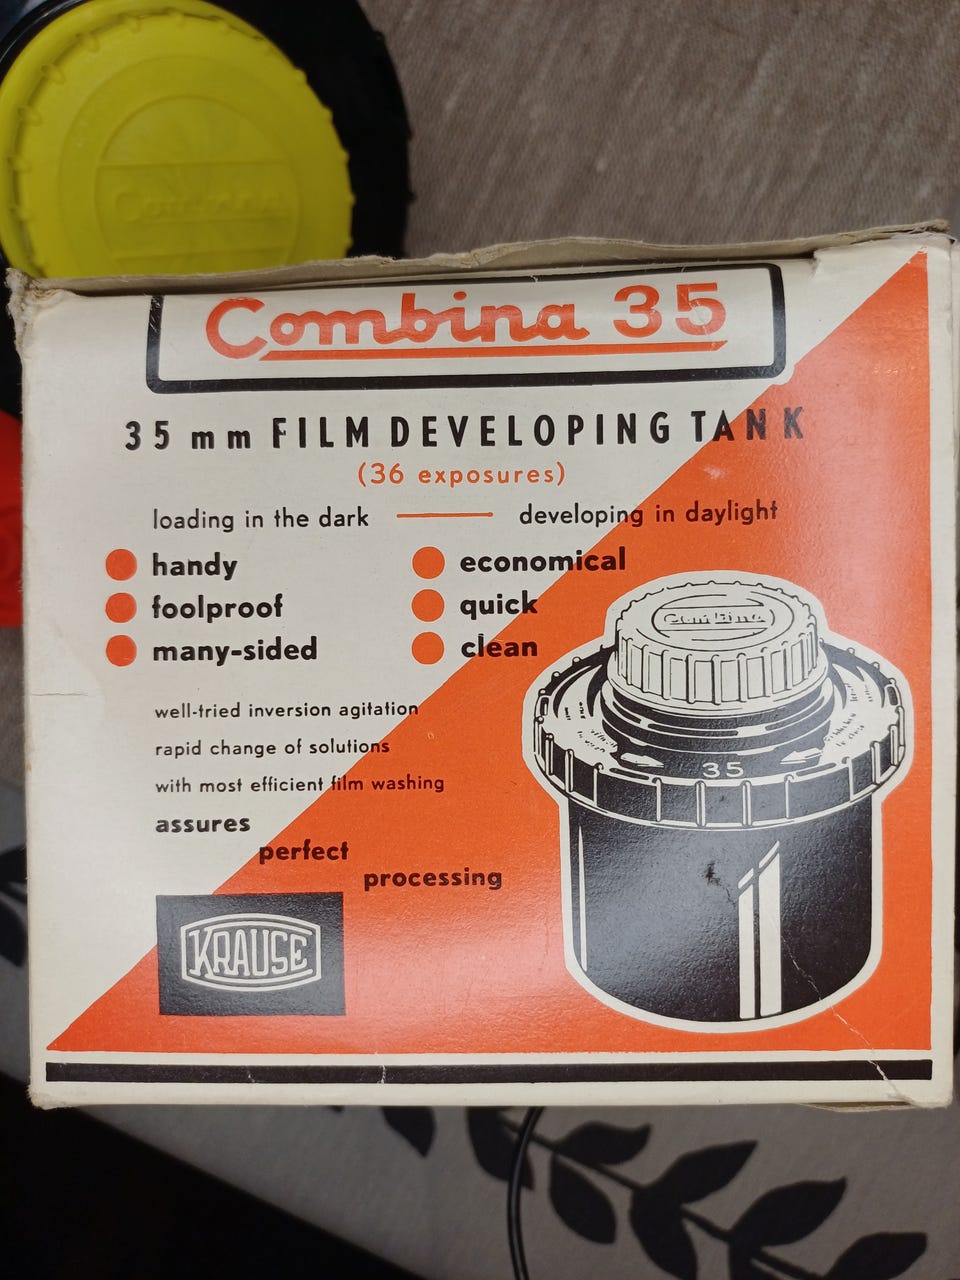 Combina
Combina 35
35 mm FILM DEVELOPING TANK
(36 exposures)
loading in the dark — developing in daylight
handy
economical
foolproof
quick
many-sided
clean
well-tried inversion agitation
rapid change of solutions
with most efficient film washing
assures
perfect
processing
KRAUSE
Combina
35